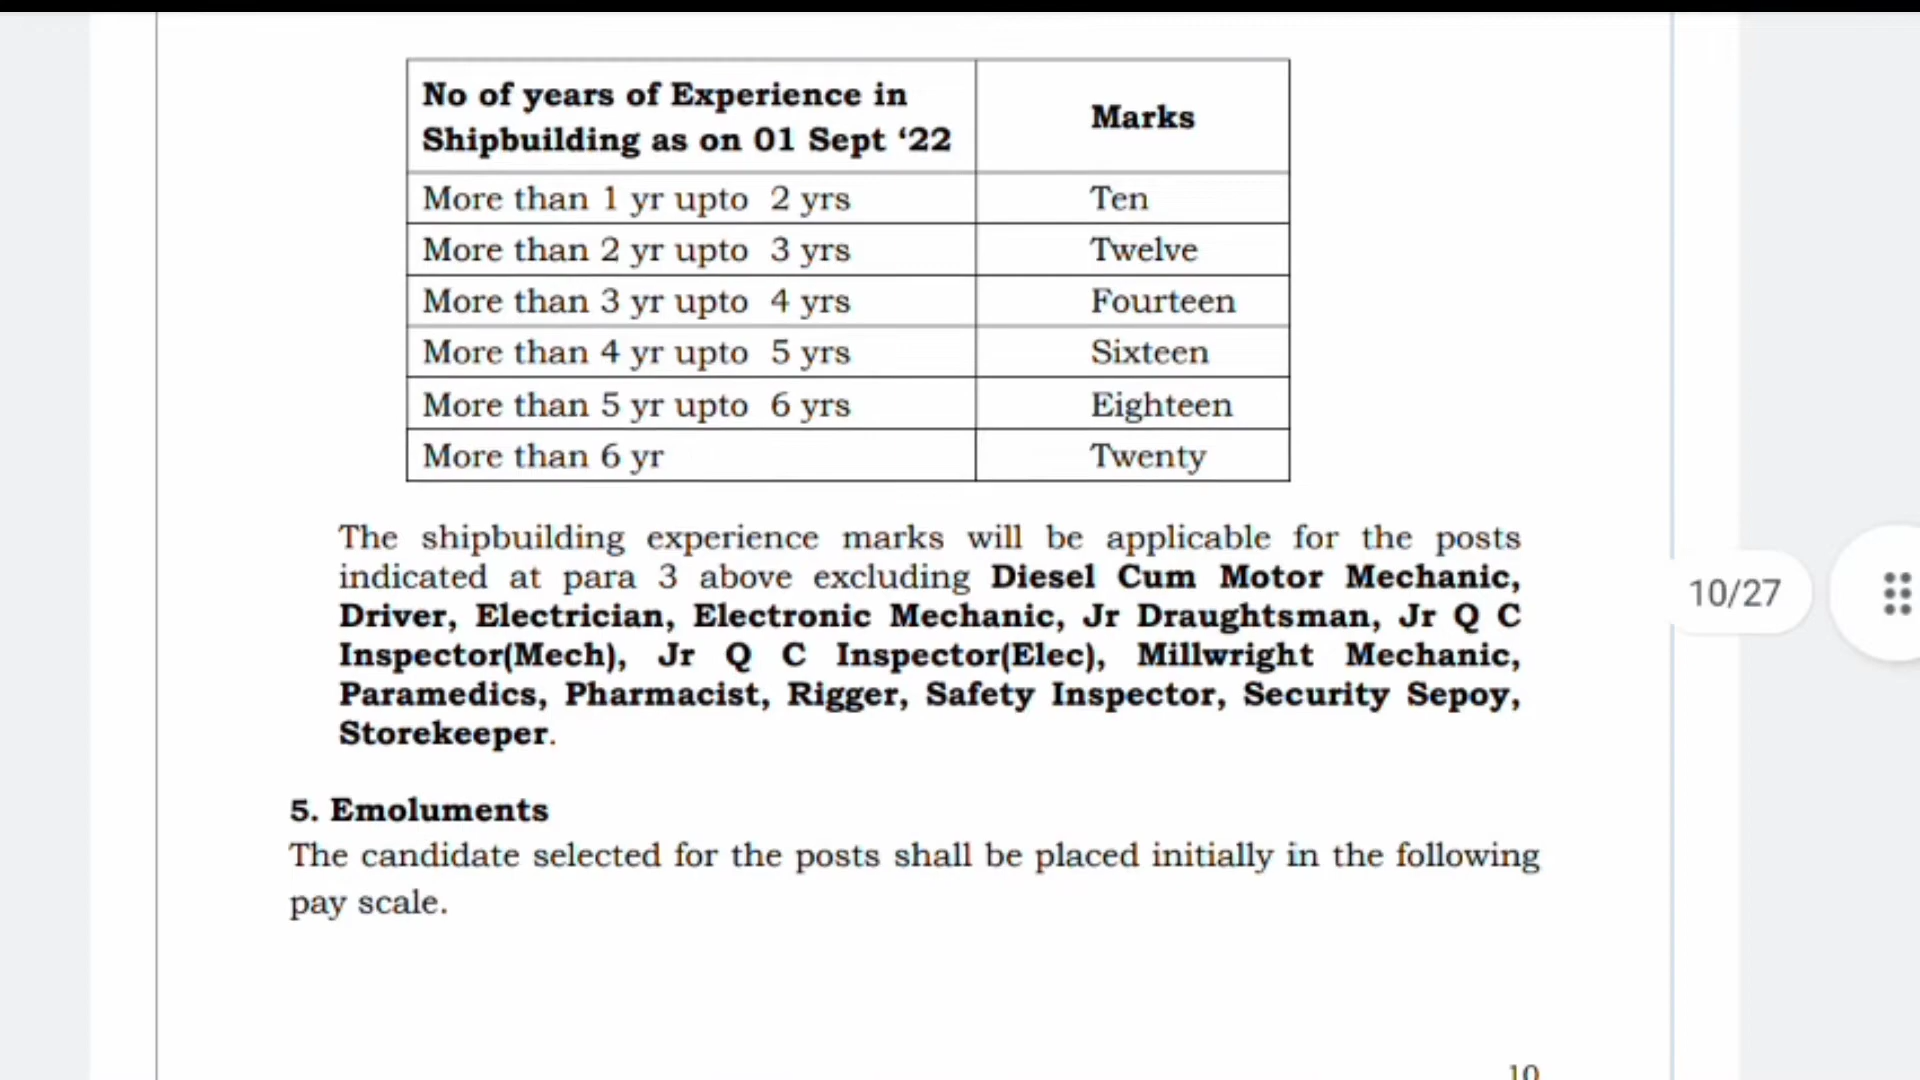 No of years of Experience in
Shipbuilding as on 01 Sept ‘22
Marks
More than 1 yr upto 2 yrs Ten
More than 2 yr upto 3 yrs Twelve
More than 3 yr upto 4 yrs Fourteen
More than 4 yr upto 5 yrs Sixteen
More than 5 yr upto 6 yrs Eighteen
More than 6 yr Twenty
The shipbuilding experience marks will be applicable for the posts
indicated at para 3 above excluding Diesel Cum Motor Mechanic,
Driver, Electrician, Electronic Mechanic, Jr Draughtsman, Jr Q C
Inspector(Mech), Jr Q C Inspector(Elec), Millwright Mechanic,
Paramedics, Pharmacist, Rigger, Safety Inspector, Security Sepoy,
Storekeeper.
10/27
5. Emoluments
The candidate selected for the posts shall be placed initially in the following
pay scale.
10